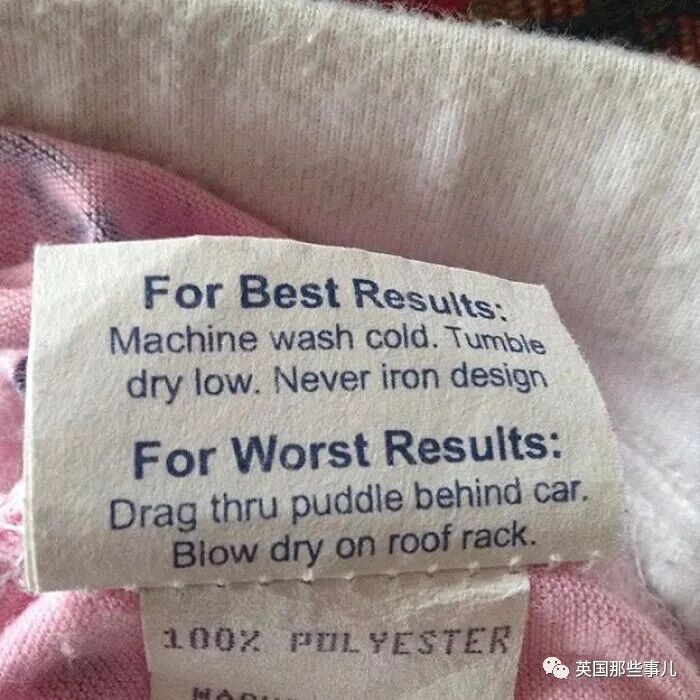 For Best Results:
Machine wash cold. Tumble
dry low. Never iron design
For Worst Results:
Drag thru puddle behind car.
Blow dry on roof rack.
100% POLYESTER
英国那些事儿